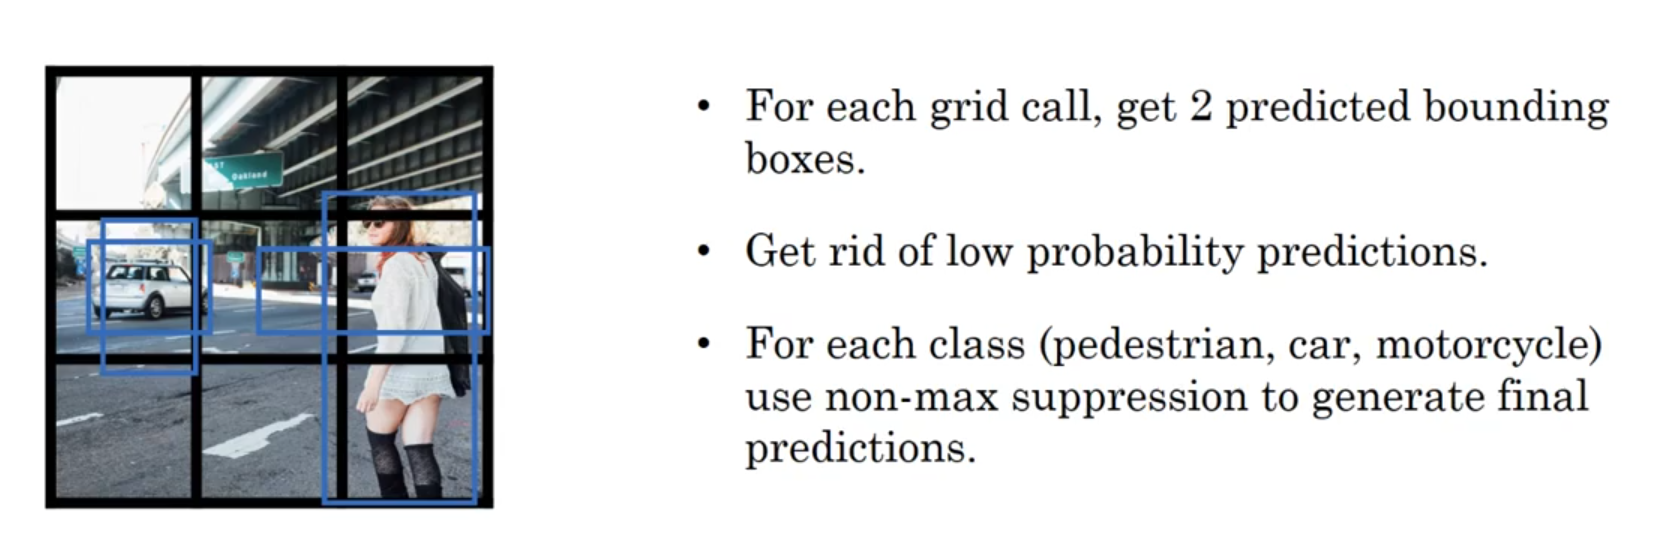 ST
Oakland
• For each grid call, get 2 predicted bounding
boxes.
• Get rid of low probability predictions.
• For each class (pedestrian, car, motorcycle)
use non-max suppression to generate final
predictions.